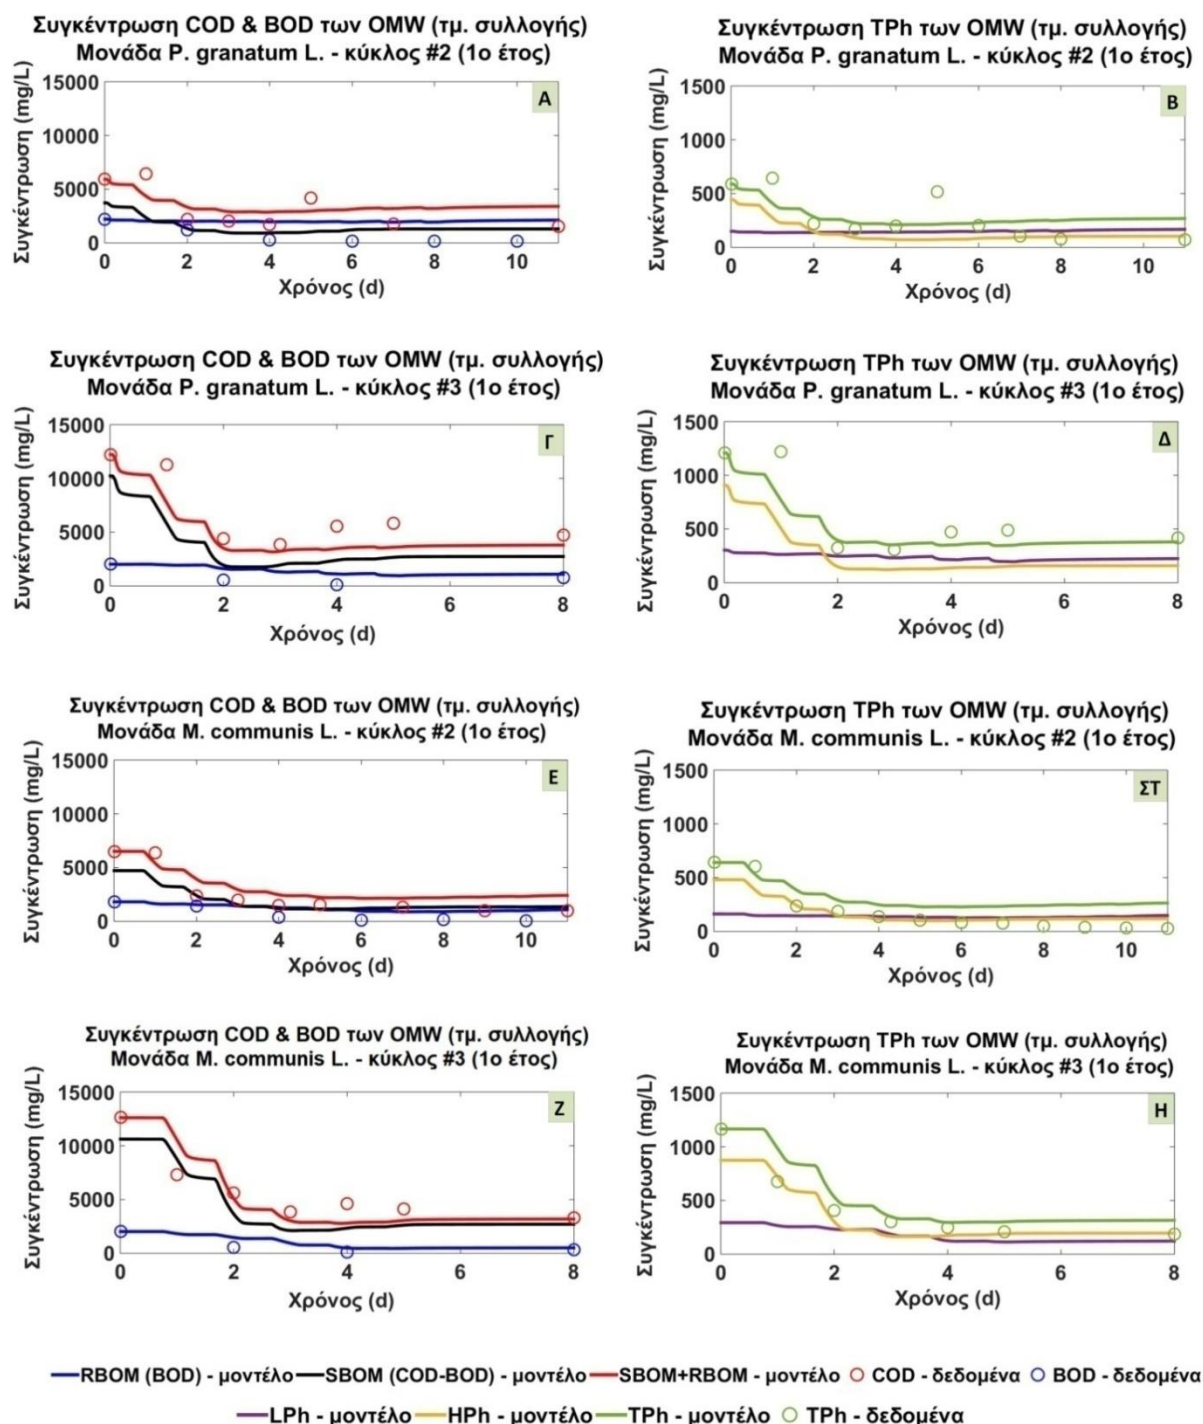 Συγκέντρωση COD & BOD των OMW (τμ. συλλογής)
Μονάδα P. granatum L. - κύκλος #2 (1ο έτος)
Συγκέντρωση (mg/L)
15000
10000
5000
0
A
0 2 4 6 8 10
Χρόνος (d)
Συγκέντρωση TPh των OMW (τμ. συλλογής)
Μονάδα P. granatum L. - κύκλος #2 (1ο έτος)
Συγκέντρωση (mg/L)
1500
1000
500
0
B
0 2 4 6 8 10
Χρόνος (d)
Συγκέντρωση COD & BOD των OMW (τμ. συλλογής)
Μονάδα P. granatum L. - κύκλος #3 (1ο έτος)
Συγκέντρωση (mg/L)
15000
10000
5000
0
Γ
0 2 4 6 8
Χρόνος (d)
Συγκέντρωση TPh των OMW (τμ. συλλογής)
Μονάδα P. granatum L. - κύκλος #3 (1ο έτος)
Συγκέντρωση (mg/L)
1500
1000
500
0
Δ
0 2 4 6 8
Χρόνος (d)
Συγκέντρωση COD & BOD των OMW (τμ. συλλογής)
Μονάδα M. communis L. - κύκλος #2 (1ο έτος)
Συγκέντρωση (mg/L)
15000
10000
5000
0
E
0 2 4 6 8 10
Χρόνος (d)
Συγκέντρωση TPh των OMW (τμ. συλλογής)
Μονάδα M. communis L. - κύκλος #2 (1ο έτος)
Συγκέντρωση (mg/L)
1500
1000
500
0
ΣΤ
0 2 4 6 8 10
Χρόνος (d)
Συγκέντρωση COD & BOD των OMW (τμ. συλλογής)
Μονάδα M. communis L. - κύκλος #3 (1ο έτος)
Συγκέντρωση (mg/L)
15000
10000
5000
0
Z
0 2 4 6 8
Χρόνος (d)
Συγκέντρωση TPh των OMW (τμ. συλλογής)
Μονάδα M. communis L. - κύκλος #3 (1ο έτος)
Συγκέντρωση (mg/L)
1500
1000
500
0
H
0 2 4 6 8
Χρόνος (d)
RBOM (BOD) - μοντέλο SBOM (COD-BOD) - μοντέλο SBOM+RBOM - μοντέλο COD - δεδομένα BOD - δεδομένα
LPh - μοντέλο HPh - μοντέλο TPh - μοντέλο TPh - δεδομένα